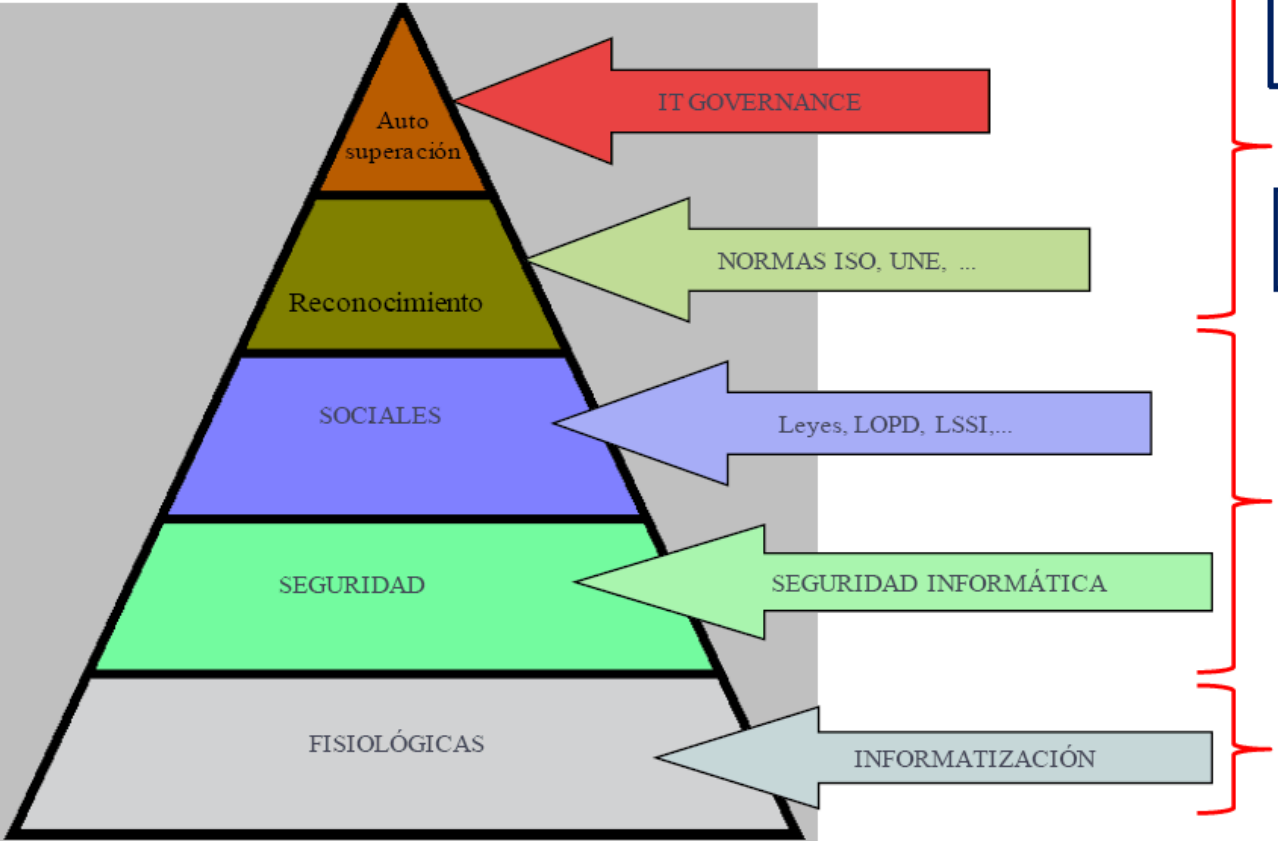 Auto
superación
IT GOVERNANCE
Reconocimiento
NORMAS ISO, UNE, ...
SOCIALES
Leyes, LOPD, LSSI,...
SEGURIDAD
SEGURIDAD INFORMÁTICA
FISIOLÓGICAS
INFORMATIZACIÓN